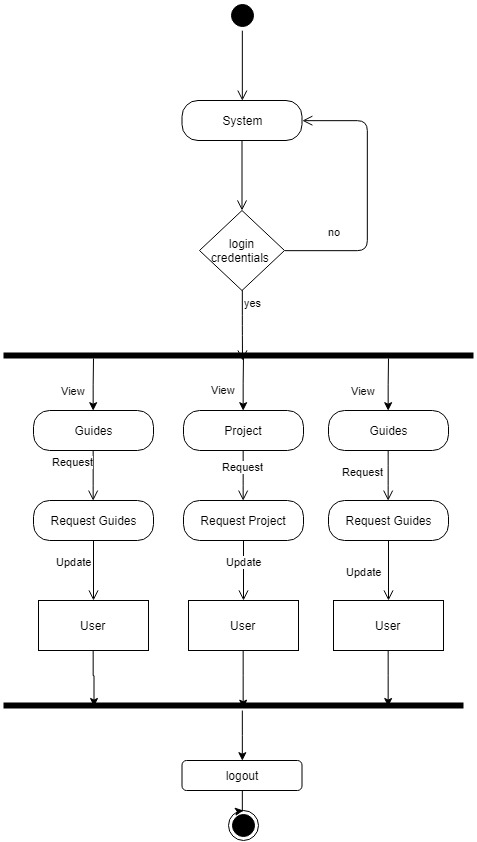 System
login
credentials
no
yes
View
View
View
Guides
Project
Guides
Request
Request
Request
Request Guides
Request Project
Request Guides
Update
Update
Update
User
User
User
logout